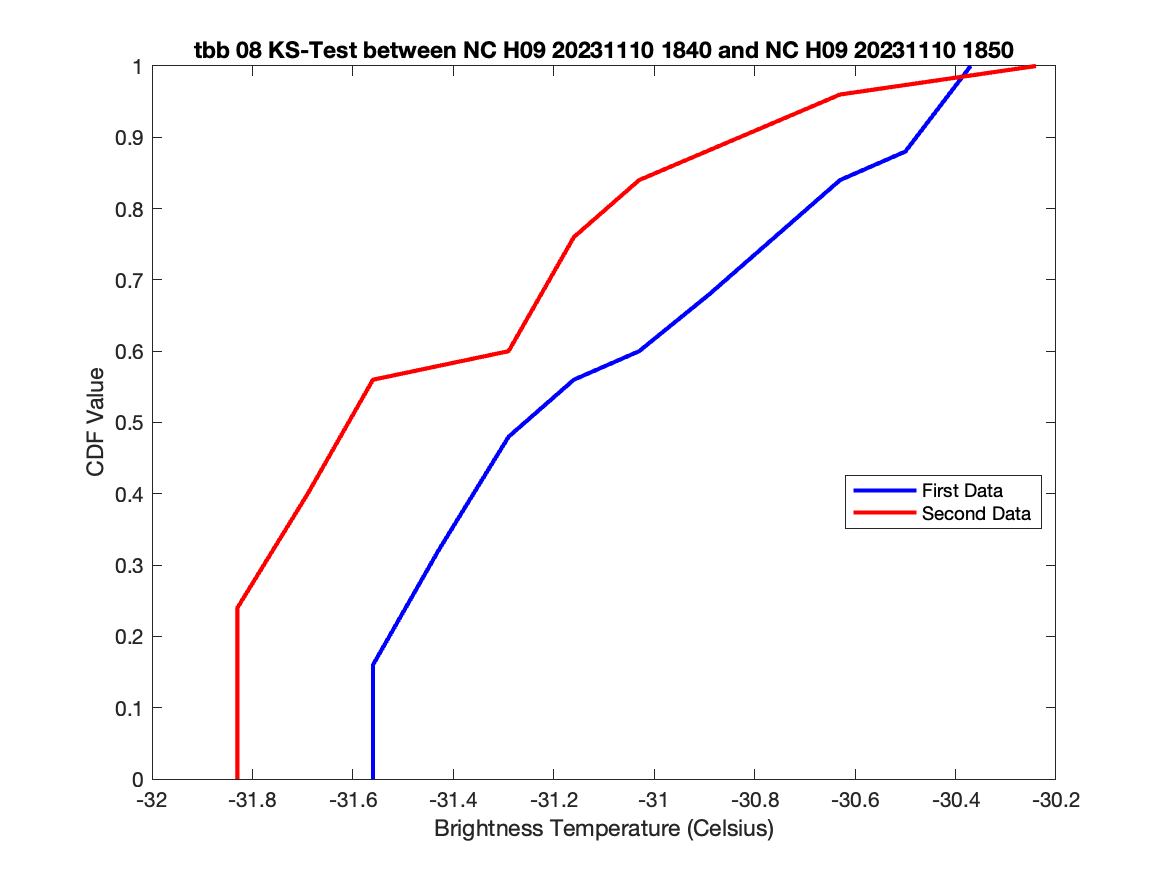 tbb 08 KS-Test between NC H09 20231110 1840 and NC H09 20231110 1850
1
0.9
0.8
0.7
0.6
0.5
0.4
0.3
0.2
0.1
0
CDF Value
First Data
Second Data
-32 -31.8 -31.6 -31.4 -31.2 -31 -30.8 -30.6 -30.4 -30.2
Brightness Temperature (Celsius)